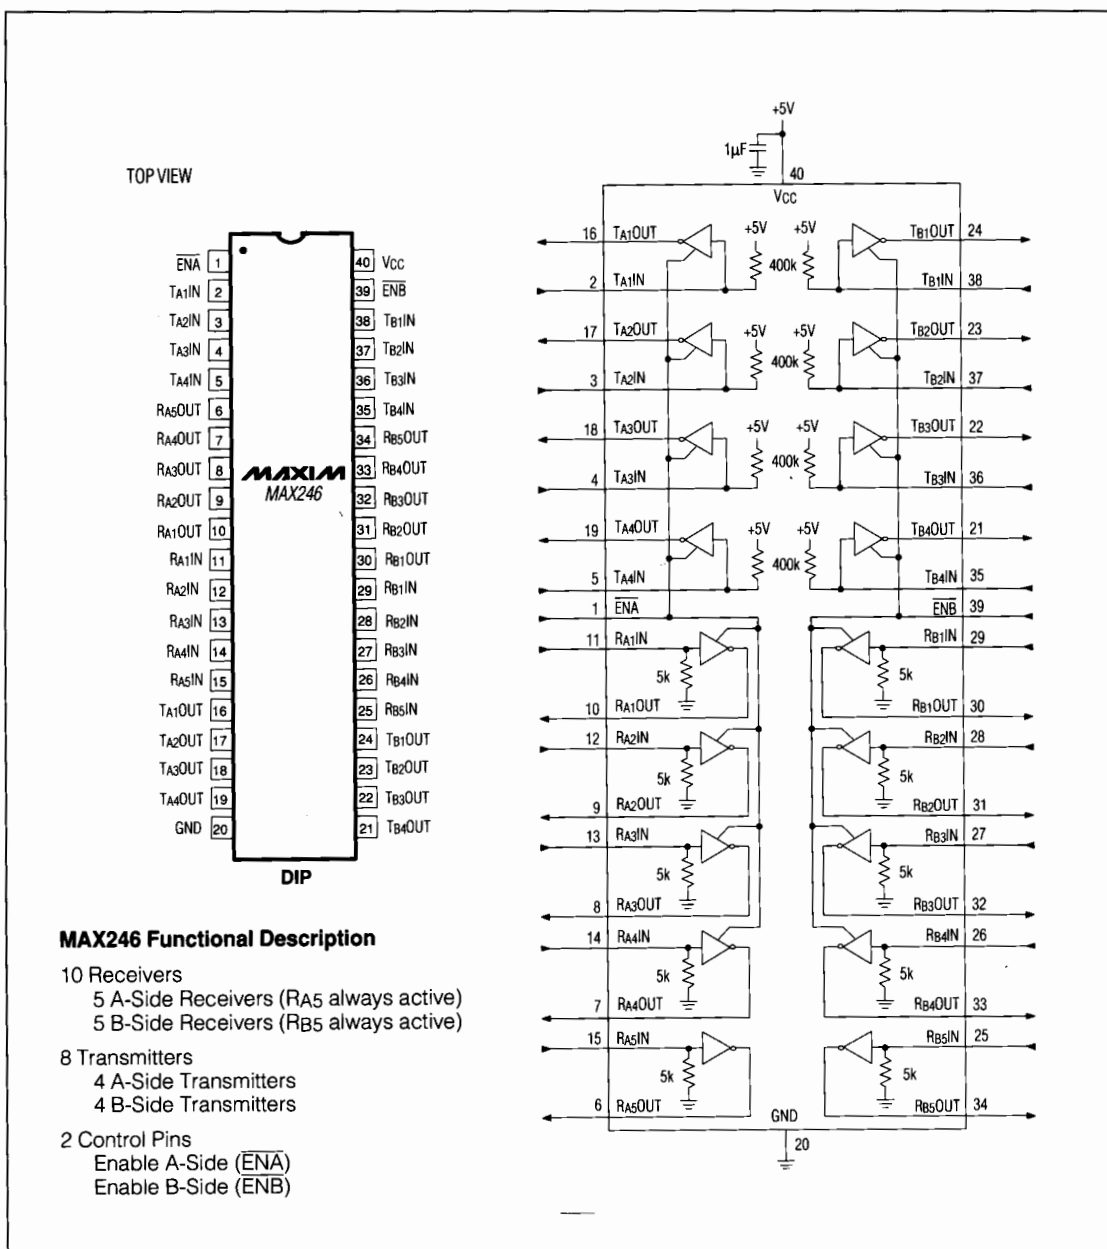 TOP VIEW
ENA 1
TA1IN 2
TA2IN 3
TA3IN 4
TA4IN 5
RA5OUT 6
RA4OUT 7
RA3OUT 8
RA2OUT 9
RA1OUT 10
RA1IN 11
RA2IN 12
RA3IN 13
RA4IN 14
RA5IN 15
TA1OUT 16
TA2OUT 17
TA3OUT 18
TA4OUT 19
GND 20
MAXIM
MAX246
40 VCC
39 ENB
38 TB1IN
37 TB2IN
36 TB3IN
35 TB4IN
34 RB5OUT
33 RB4OUT
32 RB3OUT
31 RB2OUT
30 RB1OUT
29 RB1IN
28 RB2IN
27 RB3IN
26 RB4IN
25 RB5IN
24 TB1OUT
23 TB2OUT
22 TB3OUT
21 TB4OUT
DIP
MAX246 Functional Description
10 Receivers
5 A-Side Receivers (RA5 always active)
5 B-Side Receivers (RB5 always active)
8 Transmitters
4 A-Side Transmitters
4 B-Side Transmitters
2 Control Pins
Enable A-Side (ENA)
Enable B-Side (ENB)
+5V
1µF
40
VCC
16 TA1OUT +5V +5V TB1OUT 24
400k
2 TA1IN TB1IN 38
17 TA2OUT +5V +5V TB2OUT 23
400k
3 TA2IN TB2IN 37
18 TA3OUT +5V +5V TB3OUT 22
400k
4 TA3IN TB3IN 36
19 TA4OUT +5V +5V TB4OUT 21
400k
5 TA4IN TB4IN 35
1 ENA ENB 39
11 RA1IN RB1IN 29
5k 5k
10 RA1OUT RB1OUT 30
12 RA2IN RB2IN 28
5k 5k
9 RA2OUT RB2OUT 31
13 RA3IN RB3IN 27
5k 5k
8 RA3OUT RB3OUT 32
14 RA4IN RB4IN 26
5k 5k
7 RA4OUT RB4OUT 33
15 RA5IN RB5IN 25
5k 5k
6 RA5OUT RB5OUT 34
GND
20